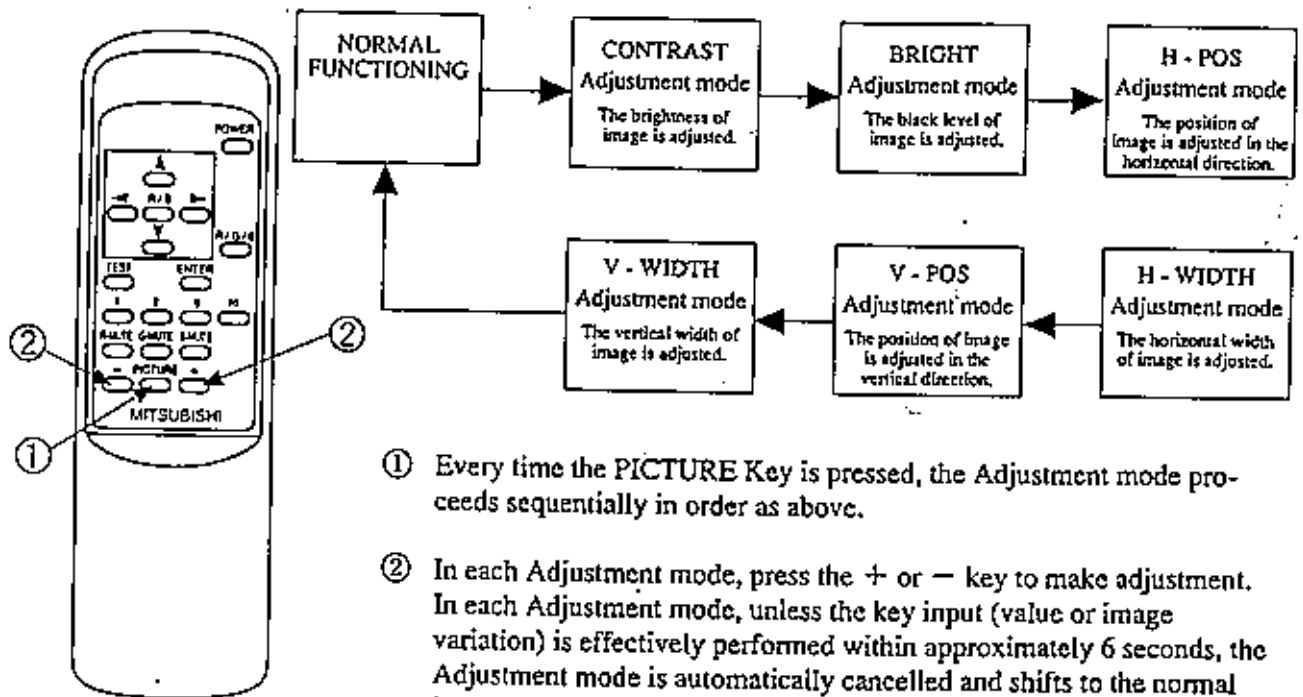 NORMAL
FUNCTIONING
CONTRAST
Adjustment mode
The brightness of
image is adjusted.
BRIGHT
Adjustment mode
The black level of
image is adjusted.
H - POS
Adjustment mode
The position of
image is adjusted in the
horizontal direction.
V - WIDTH
Adjustment mode
The vertical width of
image is adjusted.
V - POS
Adjustment mode
The position of image
is adjusted in the
vertical direction.
H - WIDTH
Adjustment mode
The horizontal width
of image is adjusted.
POWER
A / B
TEST
ENTER
R-MUTE G-MUTE B-MUTE
② ②
− PICTURE +
MITSUBISHI
①
① Every time the PICTURE Key is pressed, the Adjustment mode pro-
ceeds sequentially in order as above.
② In each Adjustment mode, press the + or − key to make adjustment.
In each Adjustment mode, unless the key input (value or image
variation) is effectively performed within approximately 6 seconds, the
Adjustment mode is automatically cancelled and shifts to the normal